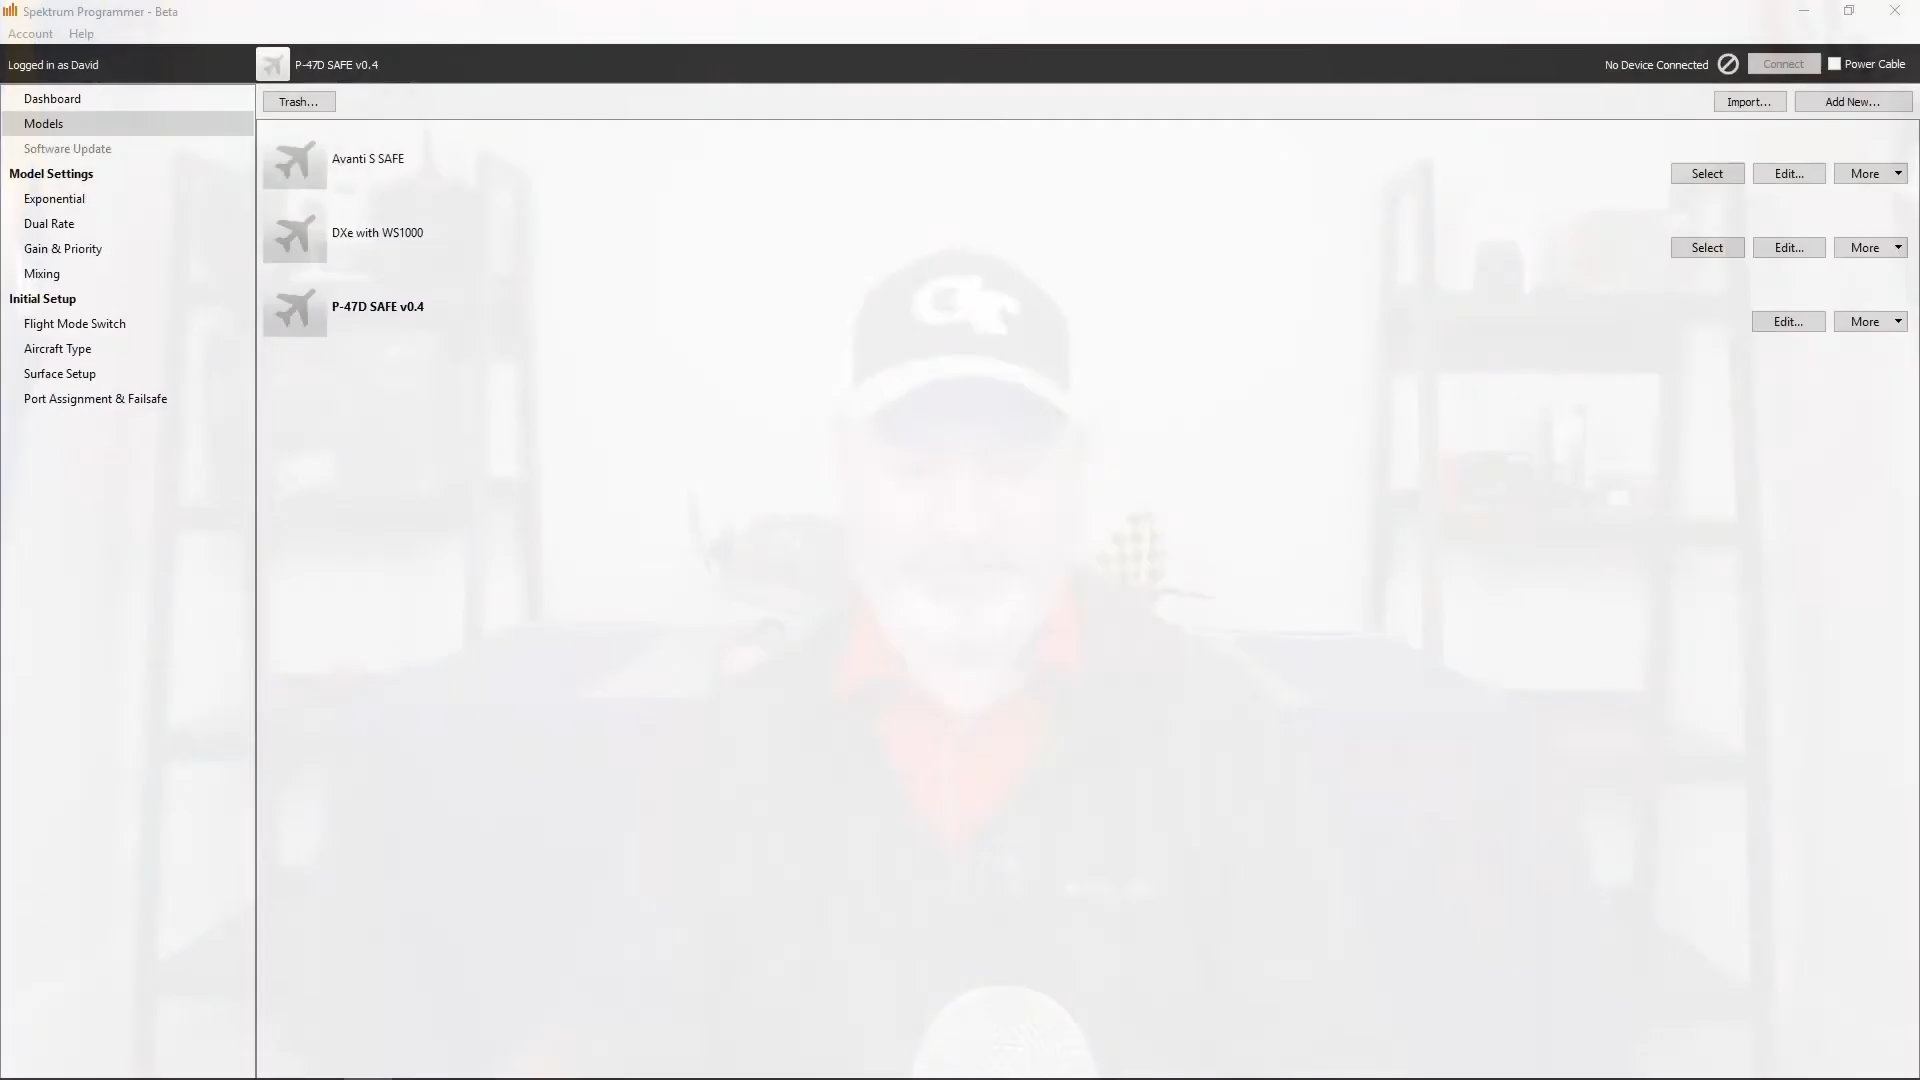 Spektrum Programmer - Beta
Account Help
Logged in as David
P-47D SAFE v0.4
No Device Connected Connect Power Cable
Dashboard
Models
Software Update
Model Settings
Exponential
Dual Rate
Gain & Priority
Mixing
Initial Setup
Flight Mode Switch
Aircraft Type
Surface Setup
Port Assignment & Failsafe
Trash...
Import... Add New...
Avanti S SAFE
Select Edit... More
DXe with WS1000
Select Edit... More
P-47D SAFE v0.4
Edit... More
GT